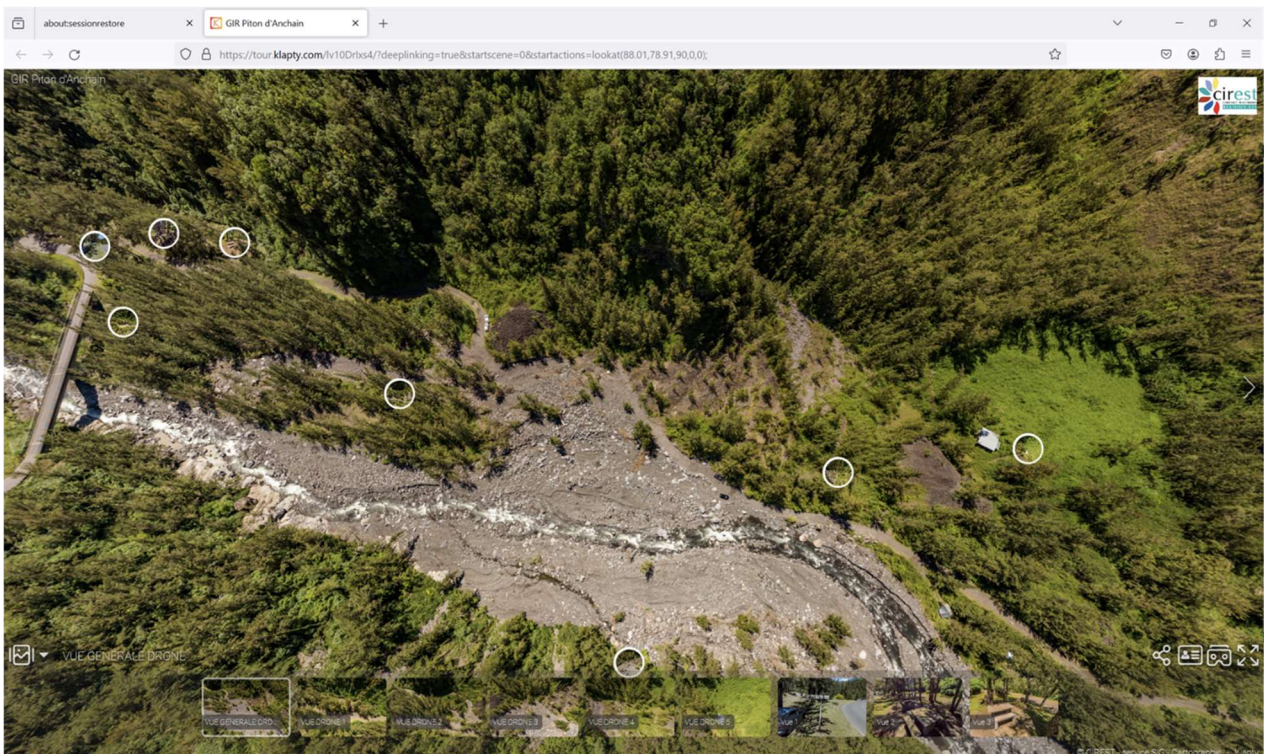 about:sessionrestore
GIR Piton d'Anchain
https://tour.klapty.com/lv10Drlxs4/?deeplinking=true&startscene=0&startactions=lookat(88.01,78.91,90,0,0);
GIR Piton d'Anchain
cirest
VUE GENERALE DRONE
VUE GENERALE DRO...
VUE DRONE 1
VUE DRONE 2
VUE DRONE 3
VUE DRONE 4
VUE DRONE 5
Vue 1
Vue 2
Vue 3